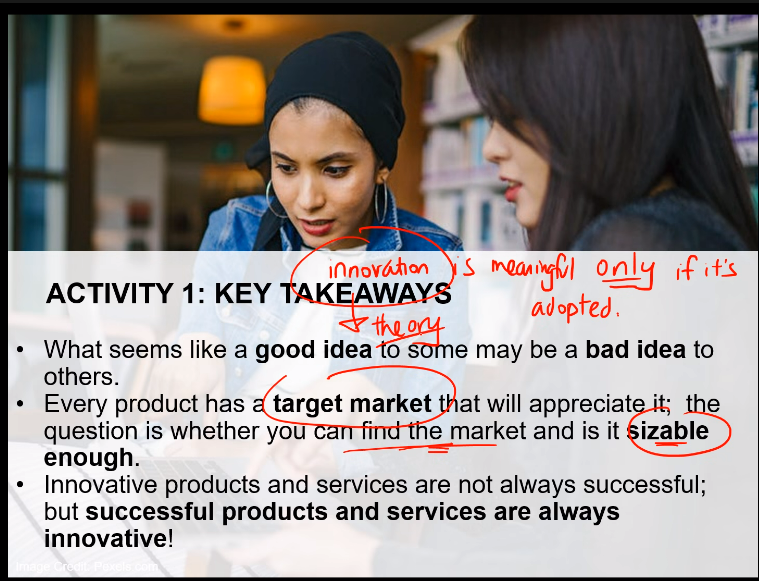 innovation is meaningful only if it's
adopted.
ACTIVITY 1: KEY TAKEAWAYS
theory
• What seems like a good idea to some may be a bad idea to
others.
• Every product has a target market that will appreciate it; the
question is whether you can find the market and is it sizable
enough.
• Innovative products and services are not always successful;
but successful products and services are always
innovative!
Image Credit: Pexels.com